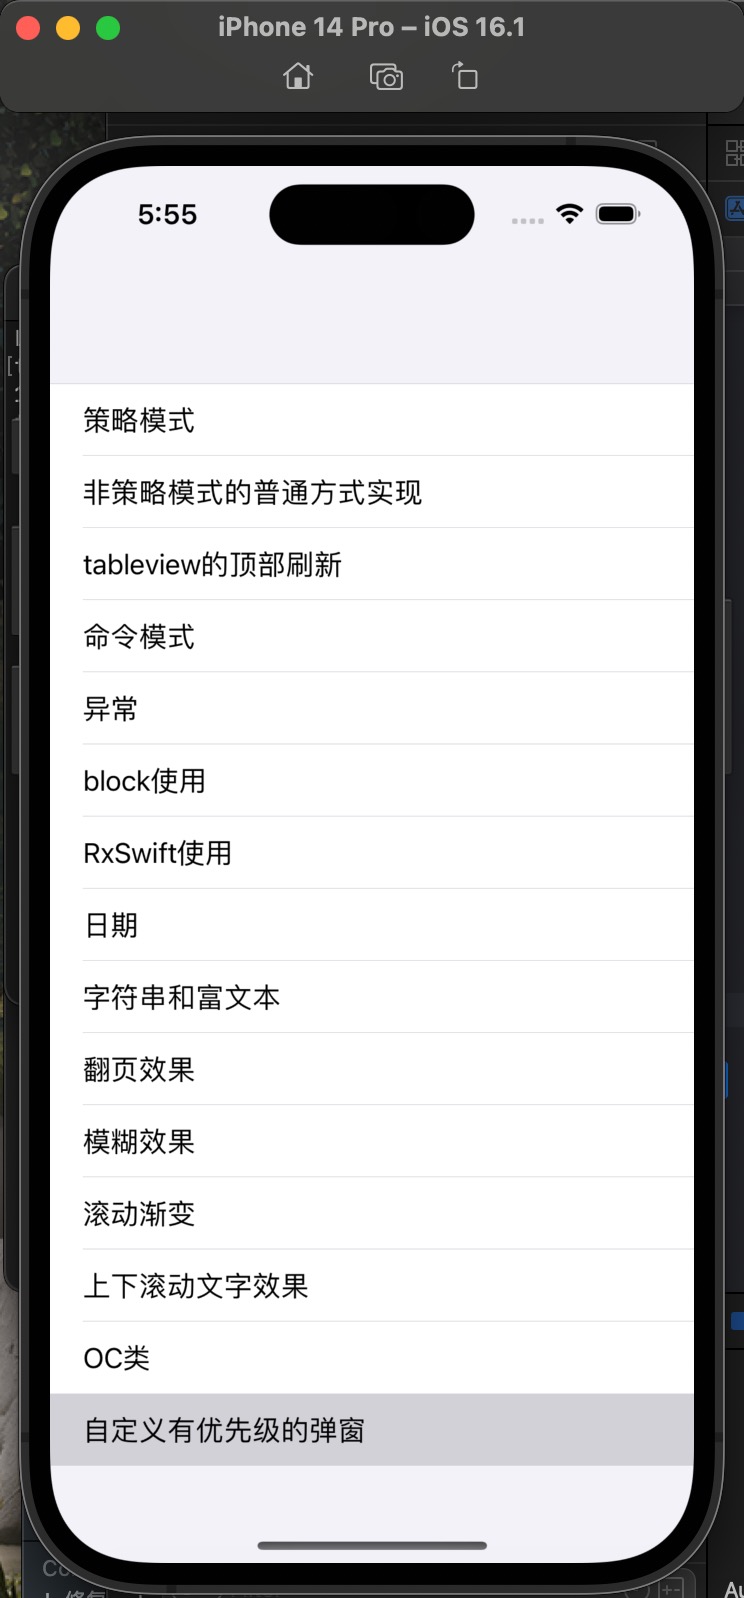 iPhone 14 Pro – iOS 16.1
5:55
策略模式
非策略模式的普通方式实现
tableview的顶部刷新
命令模式
异常
block使用
RxSwift使用
日期
字符串和富文本
翻页效果
模糊效果
滚动渐变
上下滚动文字效果
OC类
自定义有优先级的弹窗